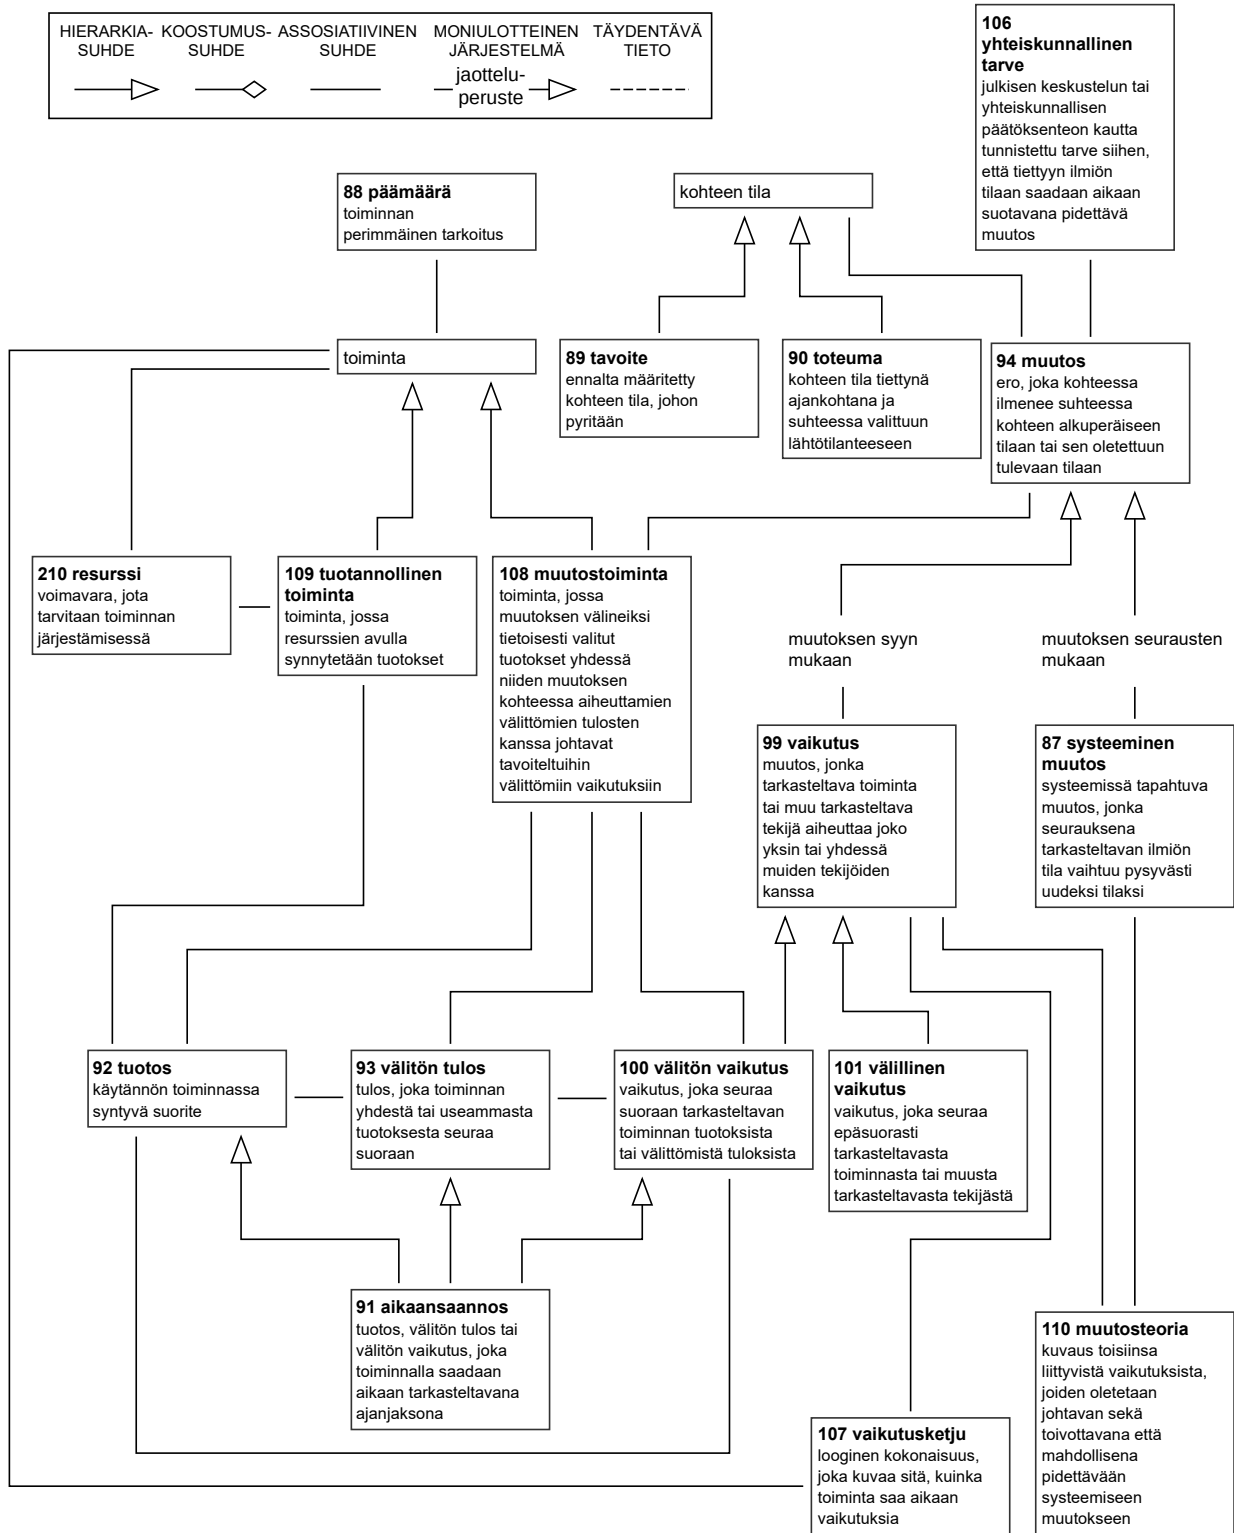 HIERARKIA-
SUHDE
KOOSTUMUS-
SUHDE
ASSOSIATIIVINEN
SUHDE
MONIULOTTEINEN
JÄRJESTELMÄ
TÄYDENTÄVÄ
TIETO
jaottelu-
peruste
106
yhteiskunnallinen
tarve
julkisen keskustelun tai
yhteiskunnallisen
päätöksenteon kautta
tunnistettu tarve siihen,
että tiettyyn ilmiön
tilaan saadaan aikaan
suotavana pidettävä
muutos
88 päämäärä
toiminnan
perimmäinen tarkoitus
kohteen tila
toiminta
89 tavoite
ennalta määritetty
kohteen tila, johon
pyritään
90 toteuma
kohteen tila tiettynä
ajankohtana ja
suhteessa valittuun
lähtötilanteeseen
94 muutos
ero, joka kohteessa
ilmenee suhteessa
kohteen alkuperäiseen
tilaan tai sen oletettuun
tulevaan tilaan
210 resurssi
voimavara, jota
tarvitaan toiminnan
järjestämisessä
109 tuotannollinen
toiminta
toiminta, jossa
resurssien avulla
synnytetään tuotokset
108 muutostoiminta
toiminta, jossa
muutoksen välineiksi
tietoisesti valitut
tuotokset yhdessä
niiden muutoksen
kohteessa aiheuttamien
välittömien tulosten
kanssa johtavat
tavoiteltuihin
välittömiin vaikutuksiin
muutoksen syyn
mukaan
muutoksen seurausten
mukaan
99 vaikutus
muutos, jonka
tarkasteltava toiminta
tai muu tarkasteltava
tekijä aiheuttaa joko
yksin tai yhdessä
muiden tekijöiden
kanssa
87 systeeminen
muutos
systeemissä tapahtuva
muutos, jonka
seurauksena
tarkasteltavan ilmiön
tila vaihtuu pysyvästi
uudeksi tilaksi
92 tuotos
käytännön toiminnassa
syntyvä suorite
93 välitön tulos
tulos, joka toiminnan
yhdestä tai useammasta
tuotoksesta seuraa
suoraan
100 välitön vaikutus
vaikutus, joka seuraa
suoraan tarkasteltavan
toiminnan tuotoksista
tai välittömistä tuloksista
101 välillinen
vaikutus
vaikutus, joka seuraa
epäsuorasti
tarkasteltavasta
toiminnasta tai muusta
tarkasteltavasta tekijästä
91 aikaansaannos
tuotos, välitön tulos tai
välitön vaikutus, joka
toiminnalla saadaan
aikaan tarkasteltavana
ajanjaksona
107 vaikutusketju
looginen kokonaisuus,
joka kuvaa sitä, kuinka
toiminta saa aikaan
vaikutuksia
110 muutosteoria
kuvaus toisiinsa
liittyvistä vaikutuksista,
joiden oletetaan
johtavan sekä
toivottavana että
mahdollisena
pidettävään
systeemiseen
muutokseen